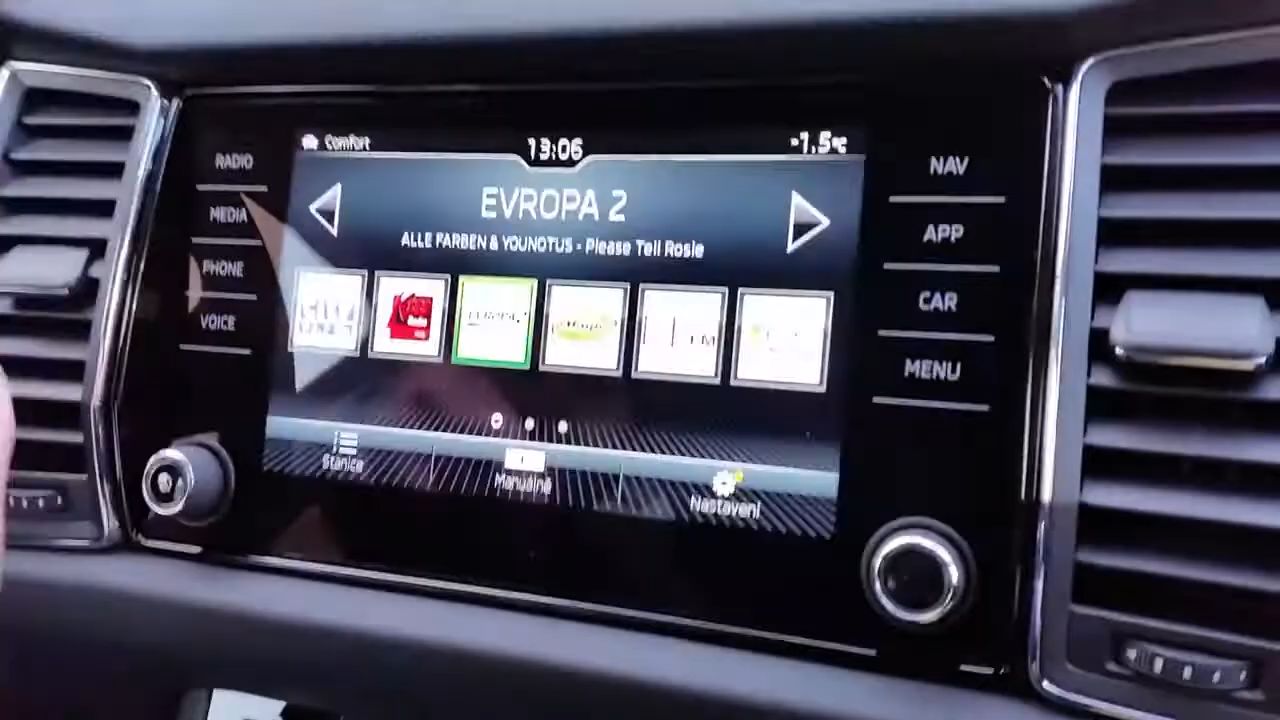 Comfort
13:06
-1.5°C
RADIO
MEDIA
PHONE
VOICE
EVROPA 2
ALLE FARBEN & YOUNOTUS - Please Tell Rosie
FM
Stanice
Manuálně
Nastavení
NAV
APP
CAR
MENU